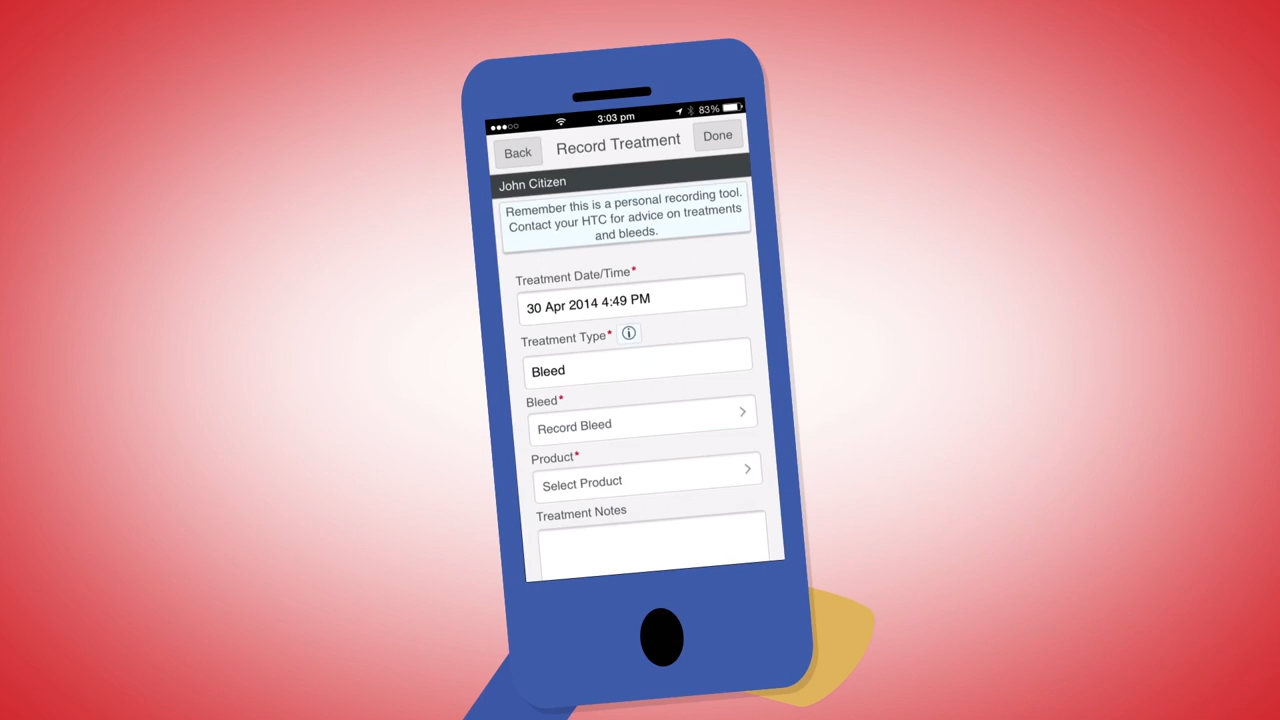 3:03 pm 83%
Back Record Treatment Done
John Citizen
Remember this is a personal recording tool.
Contact your HTC for advice on treatments
and bleeds.
Treatment Date/Time*
30 Apr 2014 4:49 PM
Treatment Type* i
Bleed
Bleed*
Record Bleed
Product*
Select Product
Treatment Notes